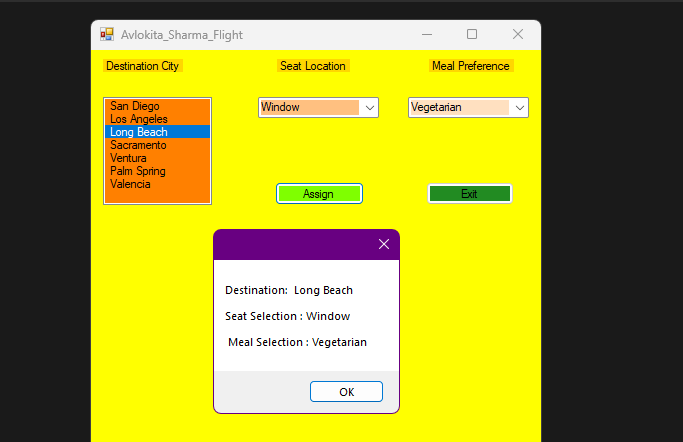 Avlokita_Sharma_Flight
Destination City
Seat Location
Meal Preference
San Diego
Los Angeles
Long Beach
Sacramento
Ventura
Palm Spring
Valencia
Window
Vegetarian
Assign
Exit
Destination:  Long Beach
Seat Selection : Window
Meal Selection : Vegetarian
OK